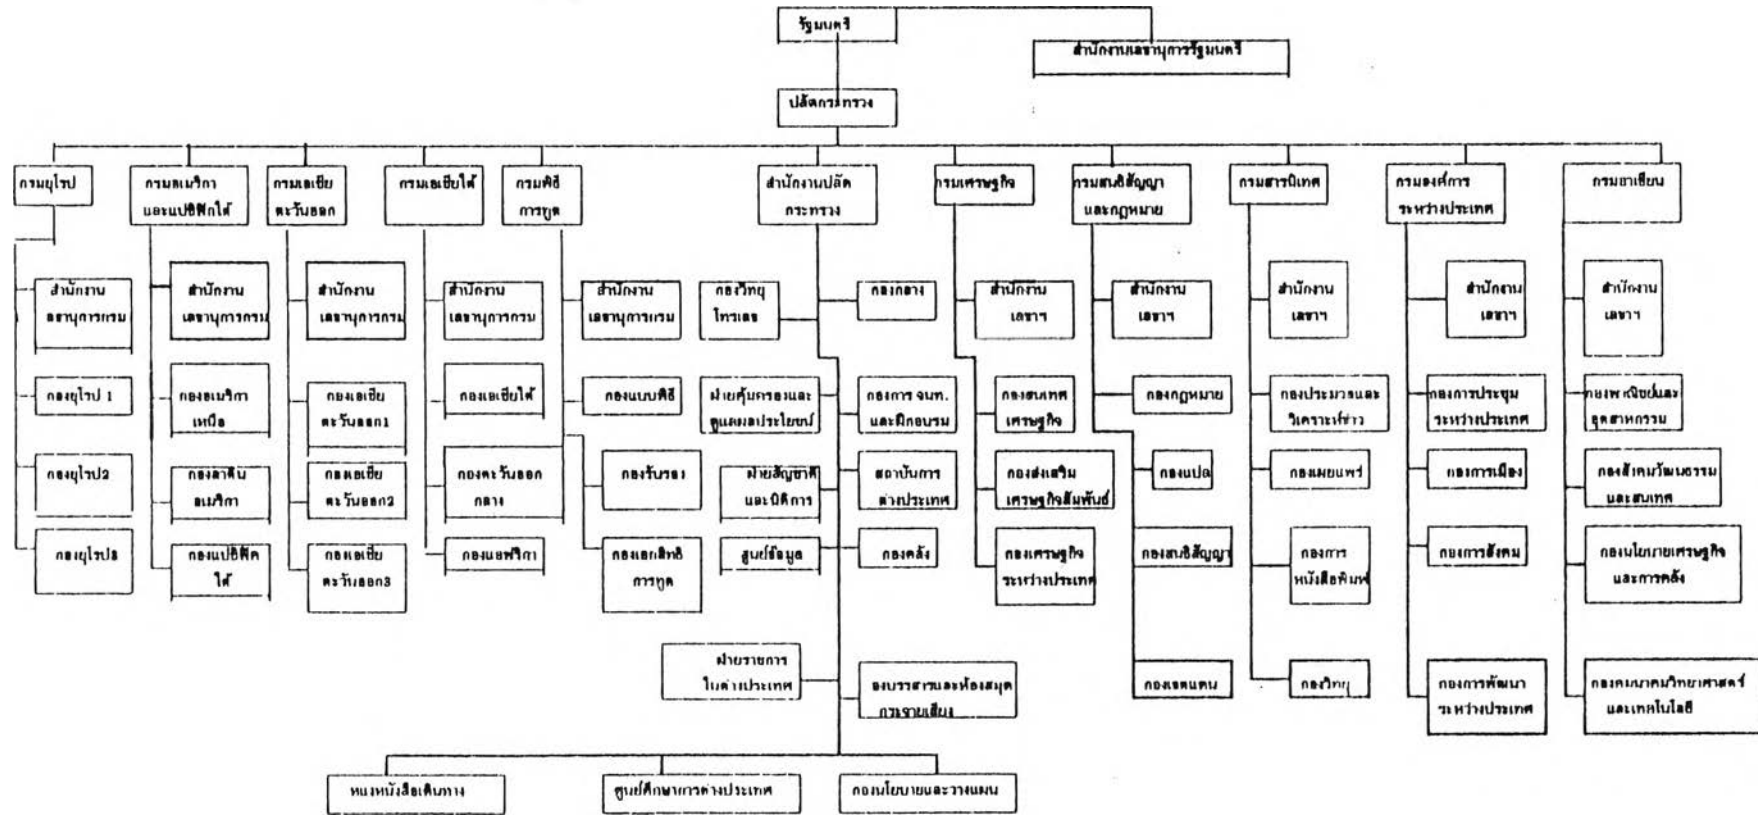 รัฐมนตรี
สำนักงานเลขานุการรัฐมนตรี
ปลัดกระทรวง
กรมยุโรป
กรมอเมริกา
และแปซิฟิกใต้
กรมเอเชีย
ตะวันออก
กรมเอเชียใต้
กรมพิธี
การทูต
สำนักงานปลัด
กระทรวง
กรมเศรษฐกิจ
กรมสนธิสัญญา
และกฎหมาย
กรมสารนิเทศ
กรมองค์การ
ระหว่างประเทศ
กรมอาเซียน
สำนักงาน
ลขานุการกรม
สำนักงาน
เลขานุการกรม
สำนักงาน
เลขานุการกรม
สำนักงาน
เลขานุการกรม
สำนักงาน
เลขานุการกรม
กองวิทยุ
โทรเลข
กองกลาง
สำนักงาน
เลขาฯ
สำนักงาน
เลขาฯ
สำนักงาน
เลขาฯ
สำนักงาน
เลขาฯ
สำนักงาน
เลขาฯ
กองยุโรป 1
กองอเมริกา
เหนือ
กองเอเชีย
ตะวันออก1
กองเอเชียใต้
กองแบบพิธี
ฝ่ายคุ้มครองและ
ดูแลผลประโยชน์
กองการ จนท.
และฝึกอบรม
กองสนเทศ
เศรษฐกิจ
กองกฎหมาย
กองประมวลและ
วิเคราะห์ข่าว
กองการประชุม
ระหว่างประเทศ
กองพาณิชย์และ
อุตสาหกรรม
กองยุโรป2
กองลาติน
อเมริกา
กองเอเชีย
ตะวันออก2
กองตะวันออก
กลาง
กองรับรอง
ฝ่ายสัญชาติ
และนิติการ
สถาบันการ
ต่างประเทศ
กองส่งเสริม
เศรษฐกิจสัมพันธ์
กองแปล
กองเผยแพร่
กองการเมือง
กองสังคมวัฒนธรรม
และสนเทศ
กองยุโรป3
กองแปซิฟิค
ใต้
กองเอเชีย
ตะวันออก3
กองแอฟริกา
กองเอกสิทธิ
การทูต
ศูนย์ข้อมูล
กองคลัง
กองเศรษฐกิจ
ระหว่างประเทศ
กองสนธิสัญญา
กองการ
หนังสือพิมพ์
กองการสังคม
กองนโยบายเศรษฐกิจ
และการคลัง
ฝ่ายราชการ
ในต่างประเทศ
องบรรสารและห้องสมุด
กระจายเสียง
กองเขตแดน
กองวิทยุ
กองการพัฒนา
ระหว่างประเทศ
กองคมนาคมวิทยาศาสตร์
และเทคโนโลยี
หนังสือเดินทาง
ศูนย์ศึกษาการต่างประเทศ
กองนโยบายและวางแผน